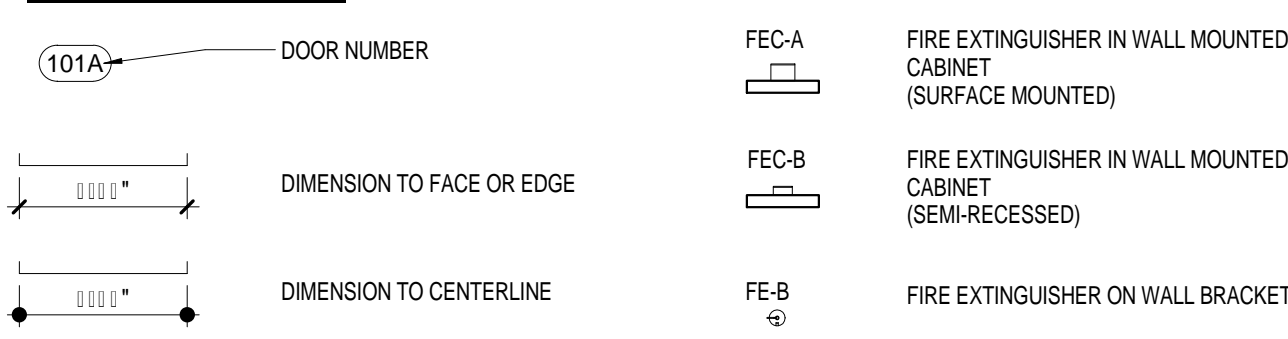 101A
DOOR NUMBER
"
DIMENSION TO FACE OR EDGE
"
DIMENSION TO CENTERLINE
FEC-A
FIRE EXTINGUISHER IN WALL MOUNTED
CABINET
(SURFACE MOUNTED)
FEC-B
FIRE EXTINGUISHER IN WALL MOUNTED
CABINET
(SEMI-RECESSED)
FE-B
FIRE EXTINGUISHER ON WALL BRACKET